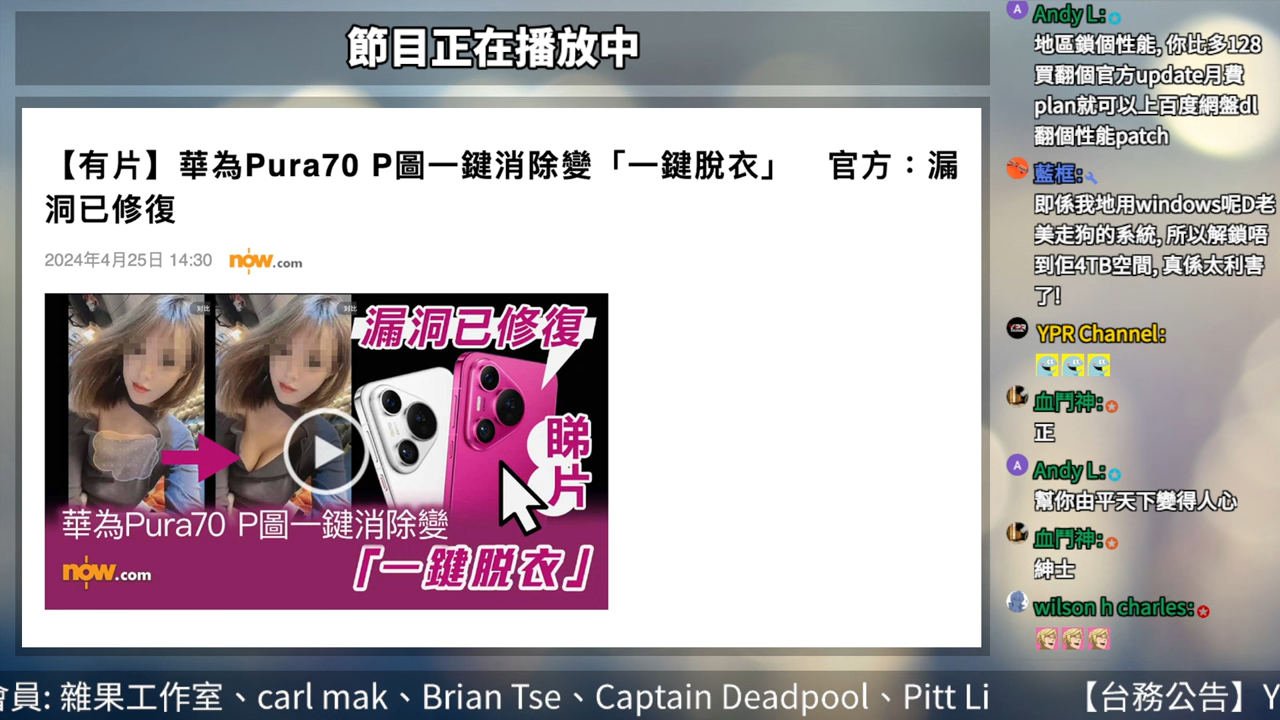 節目正在播放中
【有片】華為Pura70 P圖一鍵消除變「一鍵脫衣」　官方：漏
洞已修復
2024年4月25日 14:30 now.com
对比 对比
漏洞已修復
睇片
華為Pura70 P圖一鍵消除變
「一鍵脫衣」
now.com
A Andy L:
地區鎖個性能, 你比多128
買翻個官方update月費
plan就可以上百度網盤dl
翻個性能patch
藍框:
即係我地用windows呢D老
美走狗的系統, 所以解鎖唔
到佢4TB空間, 真係太利害
了!
YPR YPR Channel:
血鬥神:
正
A Andy L:
幫你由平天下變得人心
血鬥神:
紳士
wilson h charles:
會員: 雜果工作室、carl mak、Brian Tse、Captain Deadpool、Pitt Li 【台務公告】Y